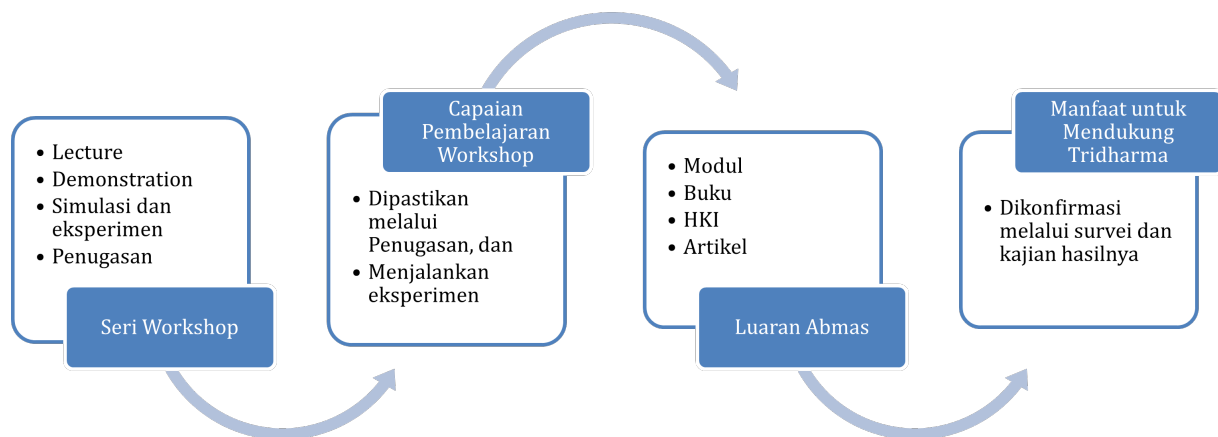 • Lecture
• Demonstration
• Simulasi dan
eksperimen
• Penugasan
Seri Workshop
Capaian
Pembelajaran
Workshop
• Dipastikan
melalui
Penugasan, dan
• Menjalankan
eksperimen
• Modul
• Buku
• HKI
• Artikel
Luaran Abmas
Manfaat untuk
Mendukung
Tridharma
• Dikonfirmasi
melalui survei dan
kajian hasilnya